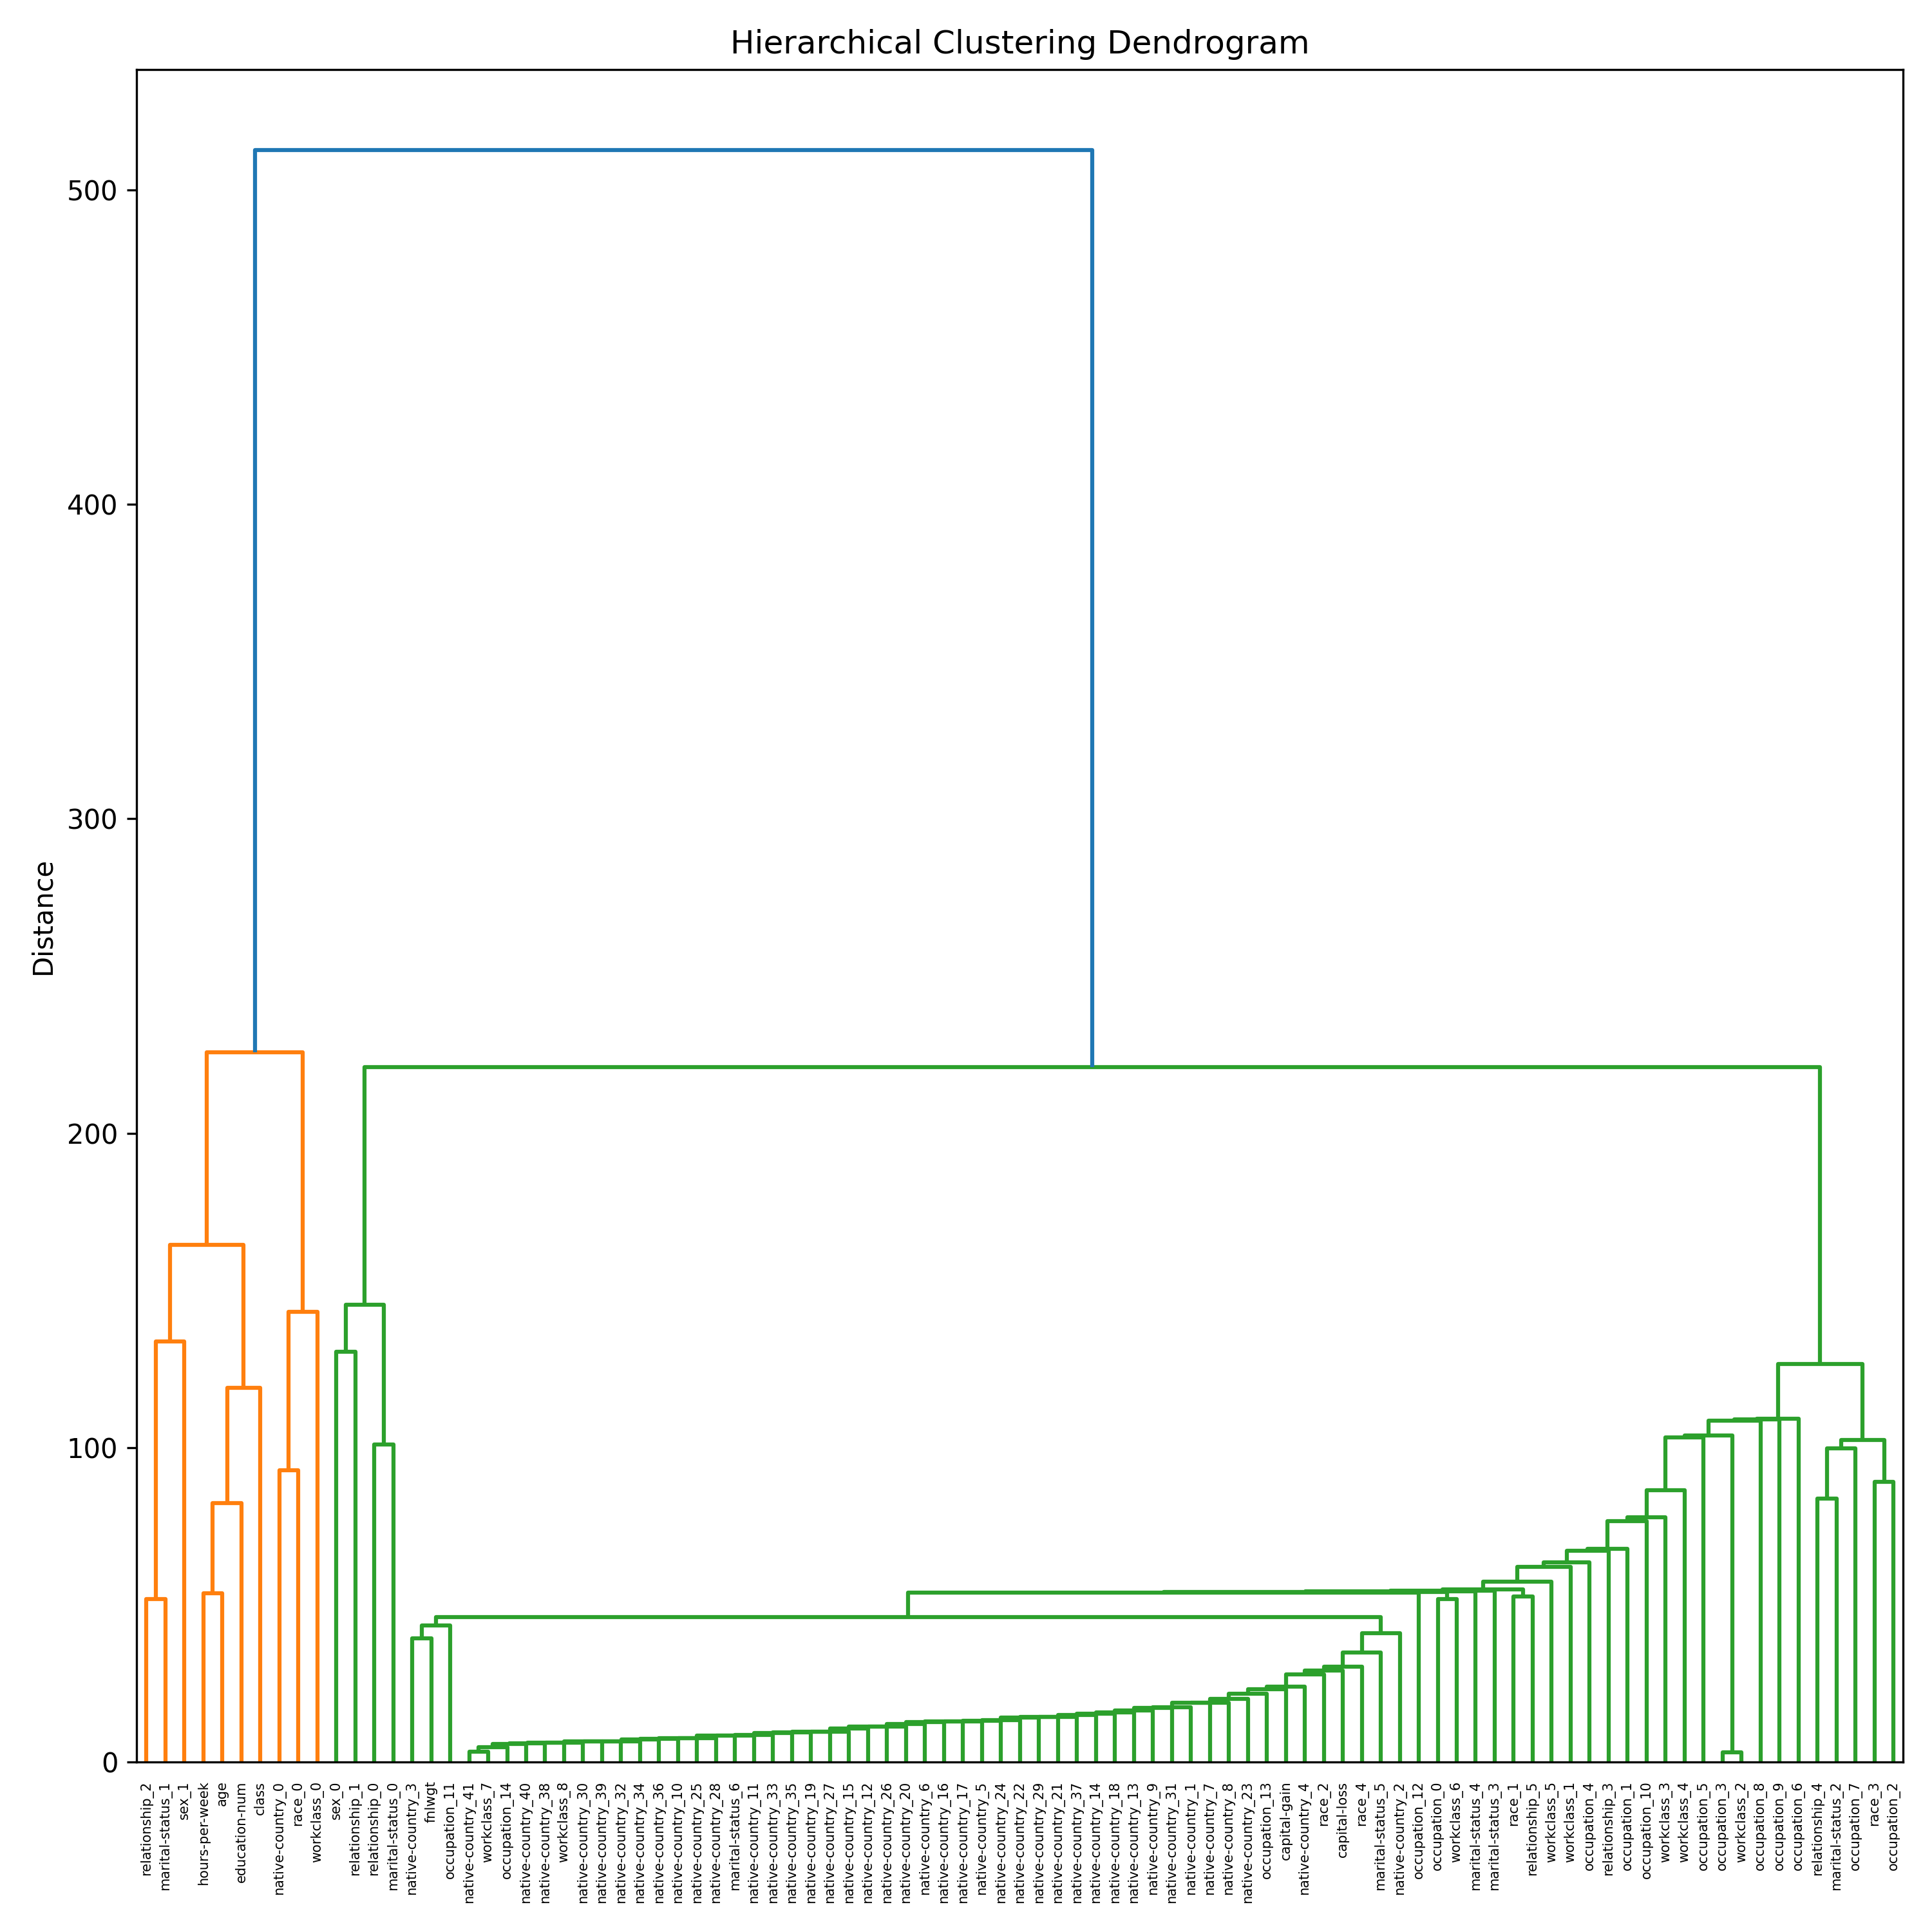 Hierarchical Clustering Dendrogram
500
400
300
200
100
0
Distance
relationship_2
marital-status_1
sex_1
hours-per-week
age
education-num
class
native-country_0
race_0
workclass_0
sex_0
relationship_1
relationship_0
marital-status_0
native-country_3
fnlwgt
occupation_11
native-country_41
workclass_7
occupation_14
native-country_40
native-country_38
workclass_8
native-country_30
native-country_39
native-country_32
native-country_34
native-country_36
native-country_10
native-country_25
native-country_28
marital-status_6
native-country_11
native-country_33
native-country_35
native-country_19
native-country_27
native-country_15
native-country_12
native-country_26
native-country_20
native-country_6
native-country_16
native-country_17
native-country_5
native-country_24
native-country_22
native-country_29
native-country_21
native-country_37
native-country_14
native-country_18
native-country_13
native-country_9
native-country_31
native-country_1
native-country_7
native-country_8
native-country_23
occupation_13
capital-gain
native-country_4
race_2
capital-loss
race_4
marital-status_5
native-country_2
occupation_12
occupation_0
workclass_6
marital-status_4
marital-status_3
race_1
relationship_5
workclass_5
workclass_1
occupation_4
relationship_3
occupation_1
occupation_10
workclass_3
workclass_4
occupation_5
occupation_3
workclass_2
occupation_8
occupation_9
occupation_6
relationship_4
marital-status_2
occupation_7
race_3
occupation_2